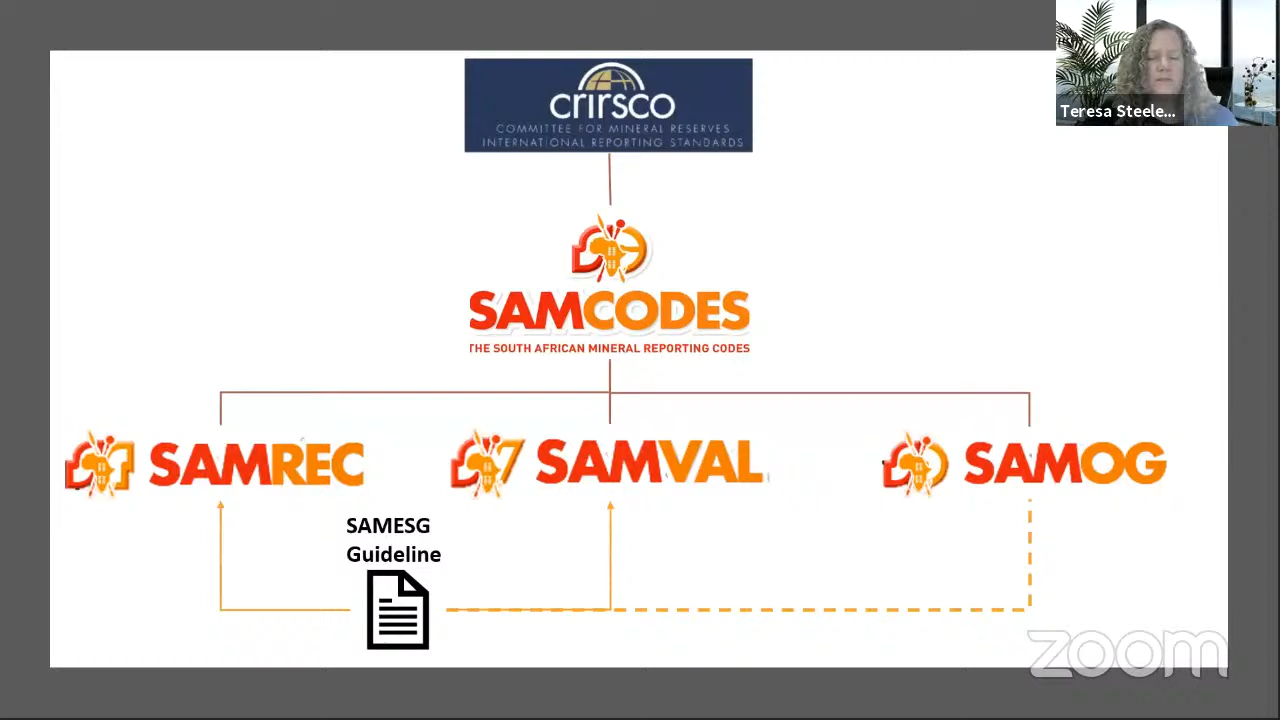 crirsco
COMMITTEE FOR MINERAL RESERVES
INTERNATIONAL REPORTING STANDARDS
Teresa Steele...
SAMCODES
THE SOUTH AFRICAN MINERAL REPORTING CODES
SAMREC
SAMVAL
SAMOG
SAMESG
Guideline
zoom